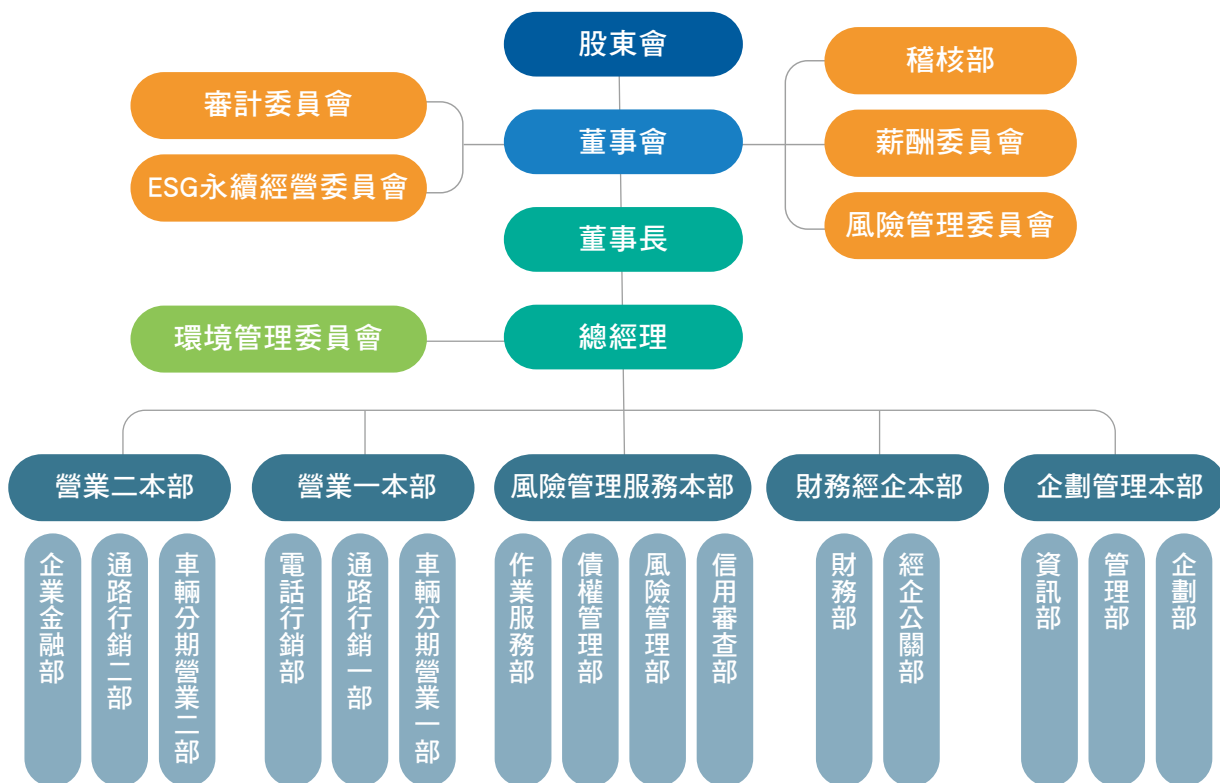 股東會
審計委員會
ESG永續經營委員會
董事會
稽核部
薪酬委員會
風險管理委員會
董事長
環境管理委員會
總經理
營業二本部
營業一本部
風險管理服務本部
財務經企本部
企劃管理本部
企業金融部
通路行銷二部
車輛分期營業二部
電話行銷部
通路行銷一部
車輛分期營業一部
作業服務部
債權管理部
風險管理部
信用審查部
財務部
經企公關部
資訊部
管理部
企劃部